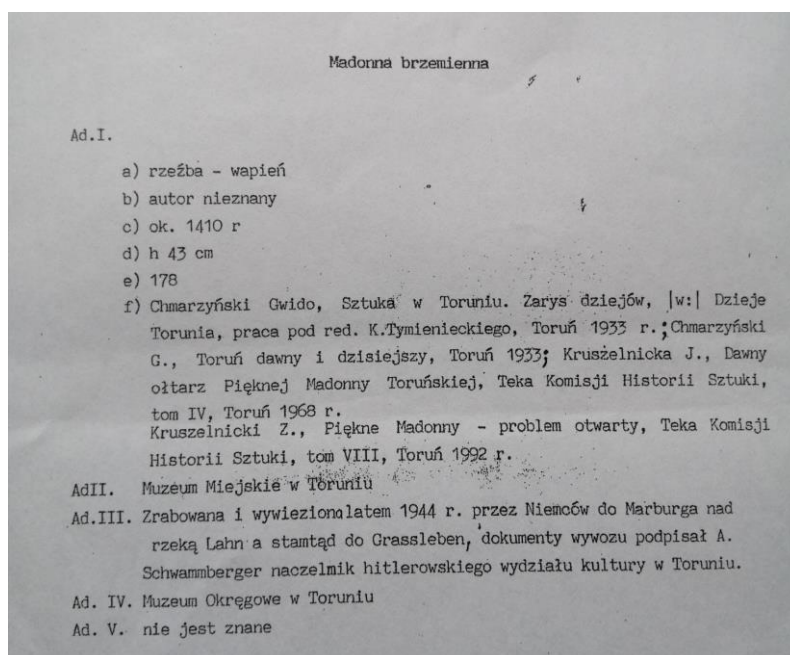 Madonna brzemienna
Ad.I.
a) rzeźba - wapień
b) autor nieznany
c) ok. 1410 r
d) h 43 cm
e) 178
f) Chmarzyński Gwido, Sztuka w Toruniu. Zarys dziejów, |w:| Dzieje
Torunia, praca pod red. K.Tymienieckiego, Toruń 1933 r.;Chmarzyński
G., Toruń dawny i dzisiejszy, Toruń 1933; Kruszelnicka J., Dawny
ołtarz Pięknej Madonny Toruńskiej, Teka Komisji Historii Sztuki,
tom IV, Toruń 1968 r.
Kruszelnicki Z., Piękne Madonny - problem otwarty, Teka Komisji
Historii Sztuki, tom VIII, Toruń 1992 r.
AdII. Muzeum Miejskie w Toruniu
Ad.III. Zrabowana i wywiezionalatem 1944 r. przez Niemców do Marburga nad
rzeką Lahn a stamtąd do Grassleben, dokumenty wywozu podpisał A.
Schwammberger naczelmik hitlerowskiego wydziału kultury w Toruniu.
Ad. IV. Muzeum Okręgowe w Toruniu
Ad. V. nie jest znane